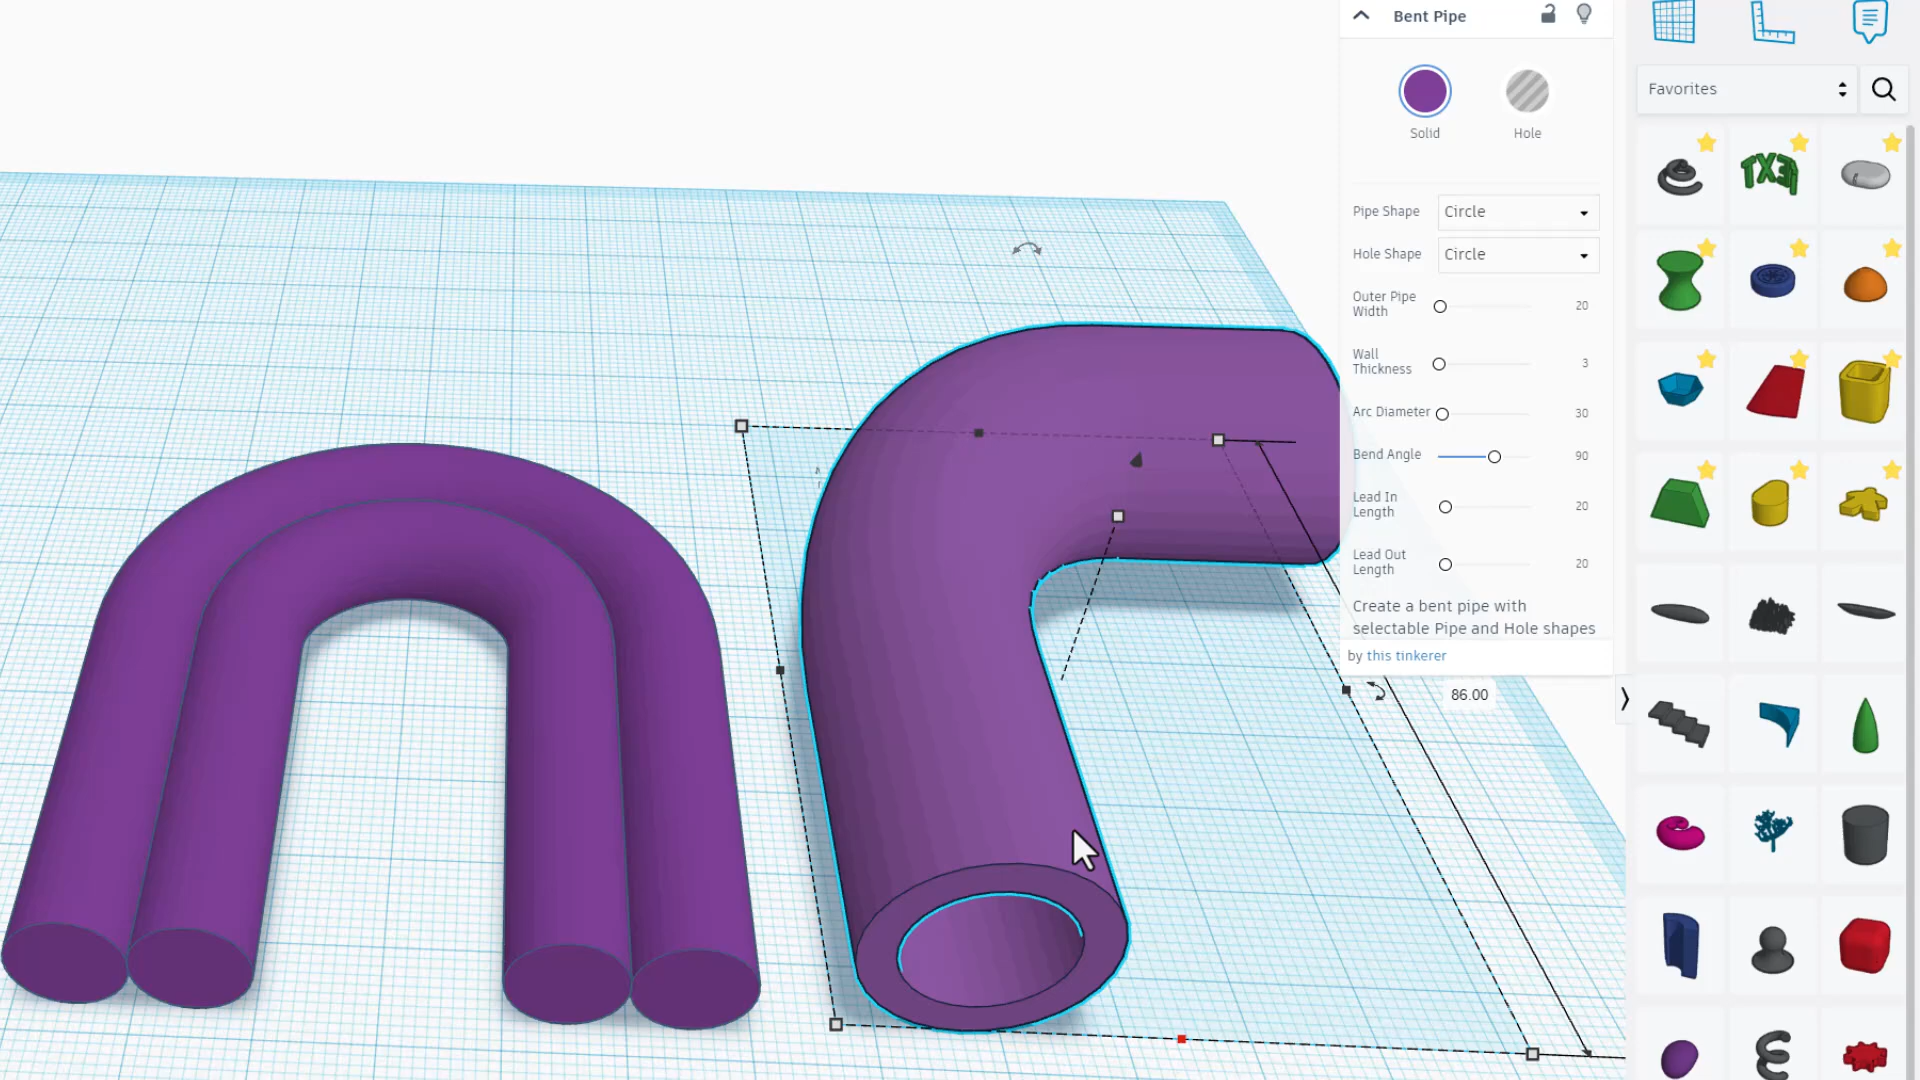 Bent Pipe
Solid
Hole
Favorites
TEXT
Pipe Shape
Circle
Hole Shape
Circle
Outer Pipe
Width
20
Wall
Thickness
3
Arc Diameter
30
Bend Angle
90
Lead In
Length
20
Lead Out
Length
20
Create a bent pipe with
selectable Pipe and Hole shapes
by this tinkerer
86.00